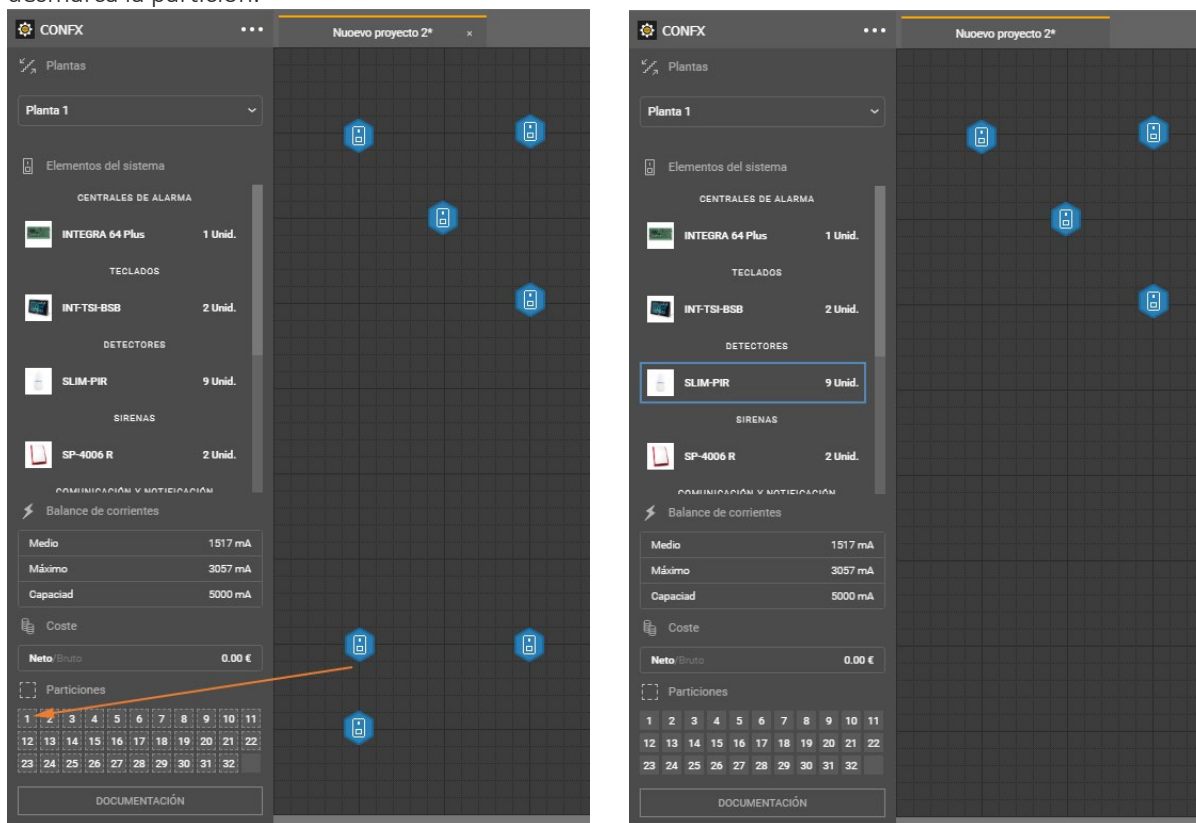 desmarca la partición.
CONFX
Nuoevo proyecto 2* ×
Plantas
Planta 1
Elementos del sistema
CENTRALES DE ALARMA
INTEGRA 64 Plus 1 Unid.
TECLADOS
INT-TSI-BSB 2 Unid.
DETECTORES
SLIM-PIR 9 Unid.
SIRENAS
SP-4006 R 2 Unid.
COMUNICACIÓN Y NOTIFICACIÓN
Balance de corrientes
Medio 1517 mA
Máximo 3057 mA
Capaciad 5000 mA
Coste
Neto/Bruto 0.00 €
Particiones
1 2 3 4 5 6 7 8 9 10 11
12 13 14 15 16 17 18 19 20 21 22
23 24 25 26 27 28 29 30 31 32
DOCUMENTACIÓN
CONFX
Nuoevo proyecto 2*
Plantas
Planta 1
Elementos del sistema
CENTRALES DE ALARMA
INTEGRA 64 Plus 1 Unid.
TECLADOS
INT-TSI-BSB 2 Unid.
DETECTORES
SLIM-PIR 9 Unid.
SIRENAS
SP-4006 R 2 Unid.
COMUNICACIÓN Y NOTIFICACIÓN
Balance de corrientes
Medio 1517 mA
Máximo 3057 mA
Capaciad 5000 mA
Coste
Neto/Bruto 0.00 €
Particiones
1 2 3 4 5 6 7 8 9 10 11
12 13 14 15 16 17 18 19 20 21 22
23 24 25 26 27 28 29 30 31 32
DOCUMENTACIÓN